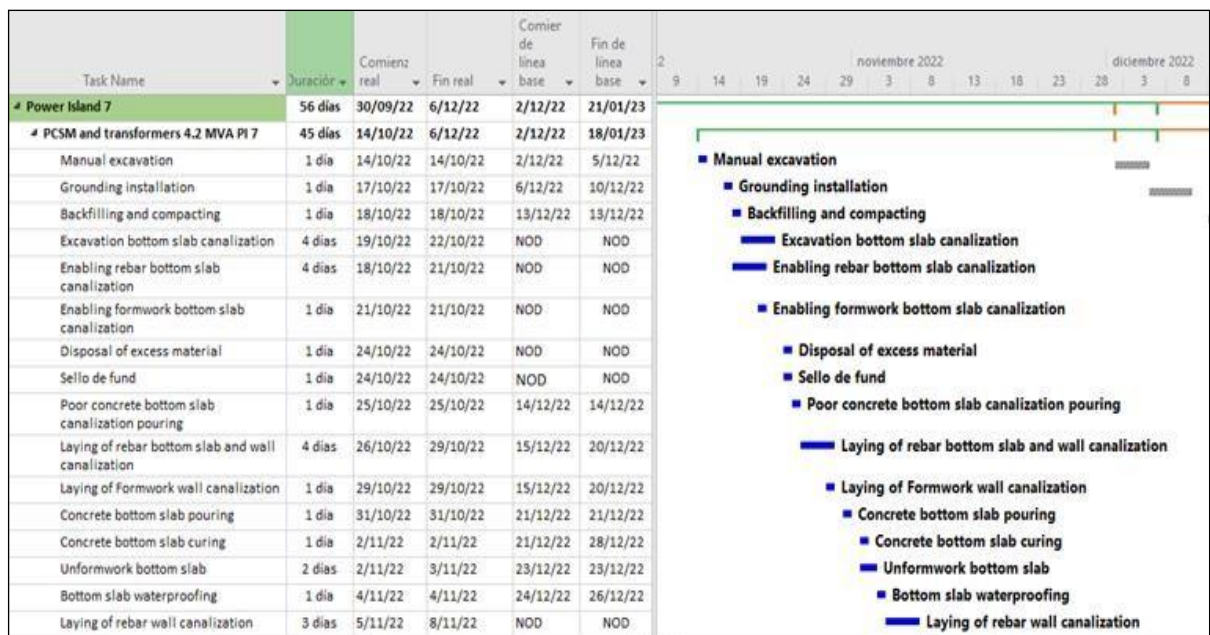 Task Name
Duración
Comienz
real
Fin real
Comier
de
línea
base
Fin de
línea
base
2
noviembre 2022
diciembre 2022
9 14 19 24 29 3 8 13 18 23 28 3 8
Power Island 7 56 días 30/09/22 6/12/22 2/12/22 21/01/23
PCSM and transformers 4.2 MVA PI 7 45 días 14/10/22 6/12/22 2/12/22 18/01/23
Manual excavation 1 día 14/10/22 14/10/22 2/12/22 5/12/22 Manual excavation
Grounding installation 1 día 17/10/22 17/10/22 6/12/22 10/12/22 Grounding installation
Backfilling and compacting 1 día 18/10/22 18/10/22 13/12/22 13/12/22 Backfilling and compacting
Excavation bottom slab canalization 4 días 19/10/22 22/10/22 NOD NOD Excavation bottom slab canalization
Enabling rebar bottom slab
canalization
4 días 18/10/22 21/10/22 NOD NOD Enabling rebar bottom slab canalization
Enabling formwork bottom slab
canalization
1 día 21/10/22 21/10/22 NOD NOD Enabling formwork bottom slab canalization
Disposal of excess material 1 día 24/10/22 24/10/22 NOD NOD Disposal of excess material
Sello de fund 1 día 24/10/22 24/10/22 NOD NOD Sello de fund
Poor concrete bottom slab
canalization pouring
1 día 25/10/22 25/10/22 14/12/22 14/12/22 Poor concrete bottom slab canalization pouring
Laying of rebar bottom slab and wall
canalization
4 días 26/10/22 29/10/22 15/12/22 20/12/22 Laying of rebar bottom slab and wall canalization
Laying of Formwork wall canalization 1 día 29/10/22 29/10/22 15/12/22 20/12/22 Laying of Formwork wall canalization
Concrete bottom slab pouring 1 día 31/10/22 31/10/22 21/12/22 21/12/22 Concrete bottom slab pouring
Concrete bottom slab curing 1 día 2/11/22 2/11/22 21/12/22 28/12/22 Concrete bottom slab curing
Unformwork bottom slab 2 días 2/11/22 3/11/22 23/12/22 23/12/22 Unformwork bottom slab
Bottom slab waterproofing 1 día 4/11/22 4/11/22 24/12/22 26/12/22 Bottom slab waterproofing
Laying of rebar wall canalization 3 días 5/11/22 8/11/22 NOD NOD Laying of rebar wall canalization